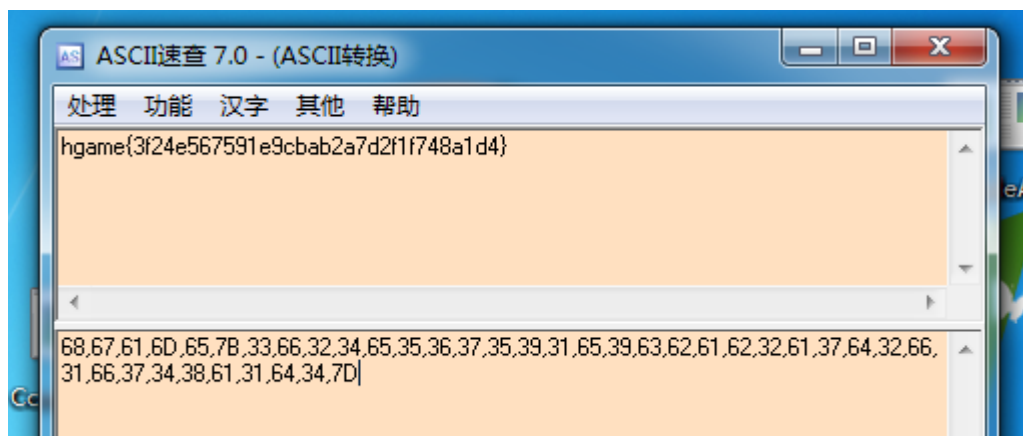 ASCII速查 7.0 - (ASCII转换)
处理 功能 汉字 其他 帮助
hgame{3f24e567591e9cbab2a7d2f1f748a1d4}
68,67,61,6D,65,7B,33,66,32,34,65,35,36,37,35,39,31,65,39,63,62,61,62,32,61,37,64,32,66,
31,66,37,34,38,61,31,64,34,7D